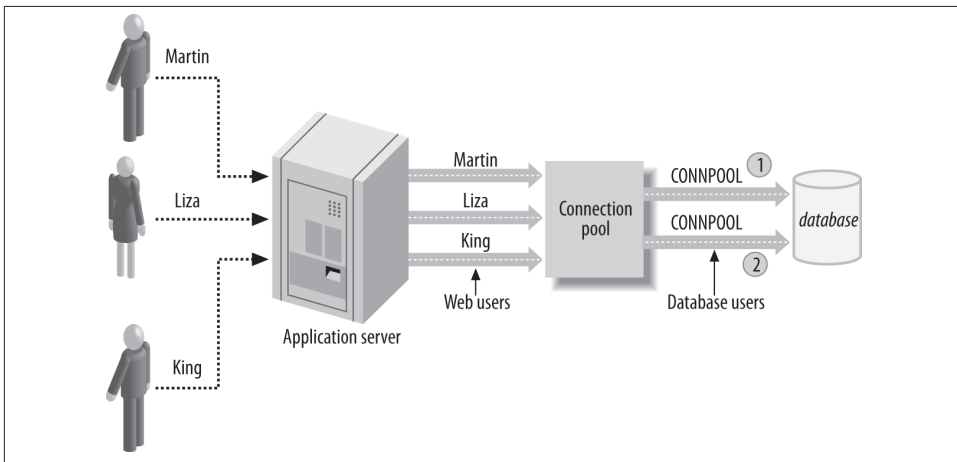 Martin
Liza
King
Application server
Martin
Liza
King
Web users
Connection
pool
CONNPOOL
1
CONNPOOL
2
Database users
database